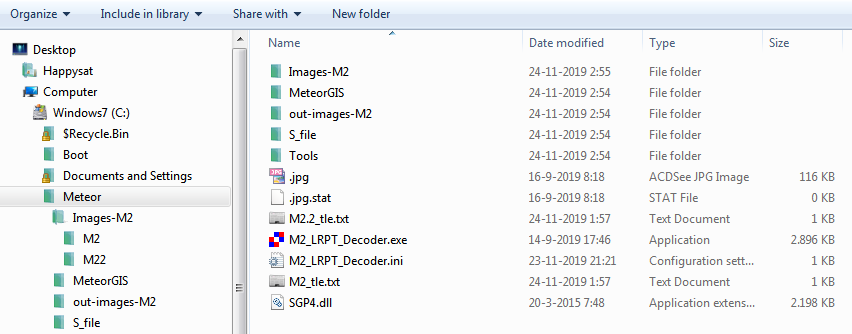 Organize Include in library Share with New folder
Desktop
Happysat
Computer
Windows7 (C:)
$Recycle.Bin
Boot
Documents and Settings
Meteor
Images-M2
M2
M22
MeteorGIS
out-images-M2
S_file
Name Date modified Type Size
Images-M2 24-11-2019 2:55 File folder
MeteorGIS 24-11-2019 2:54 File folder
out-images-M2 24-11-2019 2:54 File folder
S_file 24-11-2019 2:54 File folder
Tools 24-11-2019 2:54 File folder
.jpg 16-9-2019 8:18 ACDSee JPG Image 116 KB
.jpg.stat 16-9-2019 8:18 STAT File 0 KB
M2.2_tle.txt 24-11-2019 1:57 Text Document 1 KB
M2_LRPT_Decoder.exe 14-9-2019 17:46 Application 2.896 KB
M2_LRPT_Decoder.ini 23-11-2019 21:21 Configuration sett... 1 KB
M2_tle.txt 24-11-2019 1:57 Text Document 1 KB
SGP4.dll 20-3-2015 7:48 Application extens... 2.198 KB